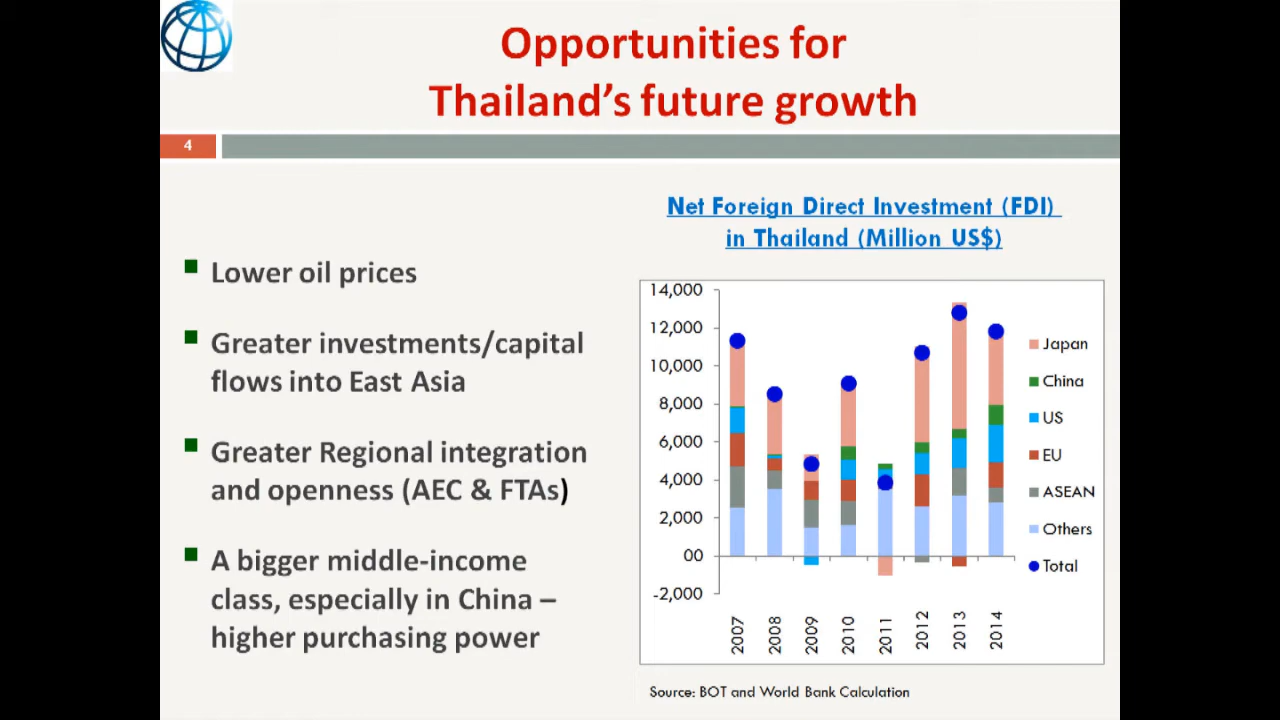 Opportunities for
Thailand's future growth
4
Lower oil prices
Greater investments/capital
flows into East Asia
Greater Regional integration
and openness (AEC & FTAs)
A bigger middle-income
class, especially in China –
higher purchasing power
Net Foreign Direct Investment (FDI)
in Thailand (Million US$)
14,000
12,000
10,000
8,000
6,000
4,000
2,000
00
-2,000
2007
2008
2009
2010
2011
2012
2013
2014
Japan
China
US
EU
ASEAN
Others
Total
Source: BOT and World Bank Calculation